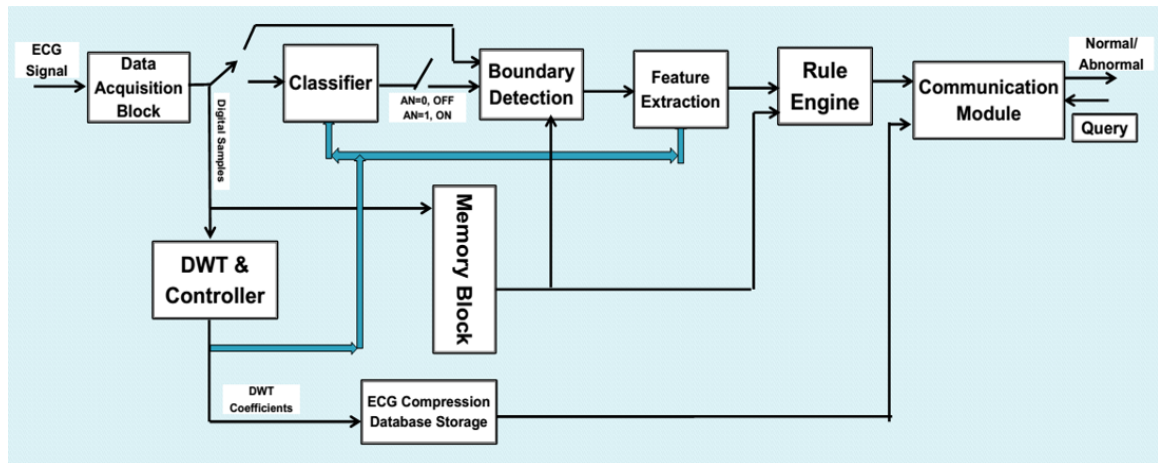 ECG
Signal
Data
Acquisition
Block
Classifier
AN=0, OFF
AN=1, ON
Boundary
Detection
Feature
Extraction
Rule
Engine
Communication
Module
Normal/
Abnormal
Query
Digital Samples
Memory Block
DWT &
Controller
DWT
Coefficients
ECG Compression
Database Storage